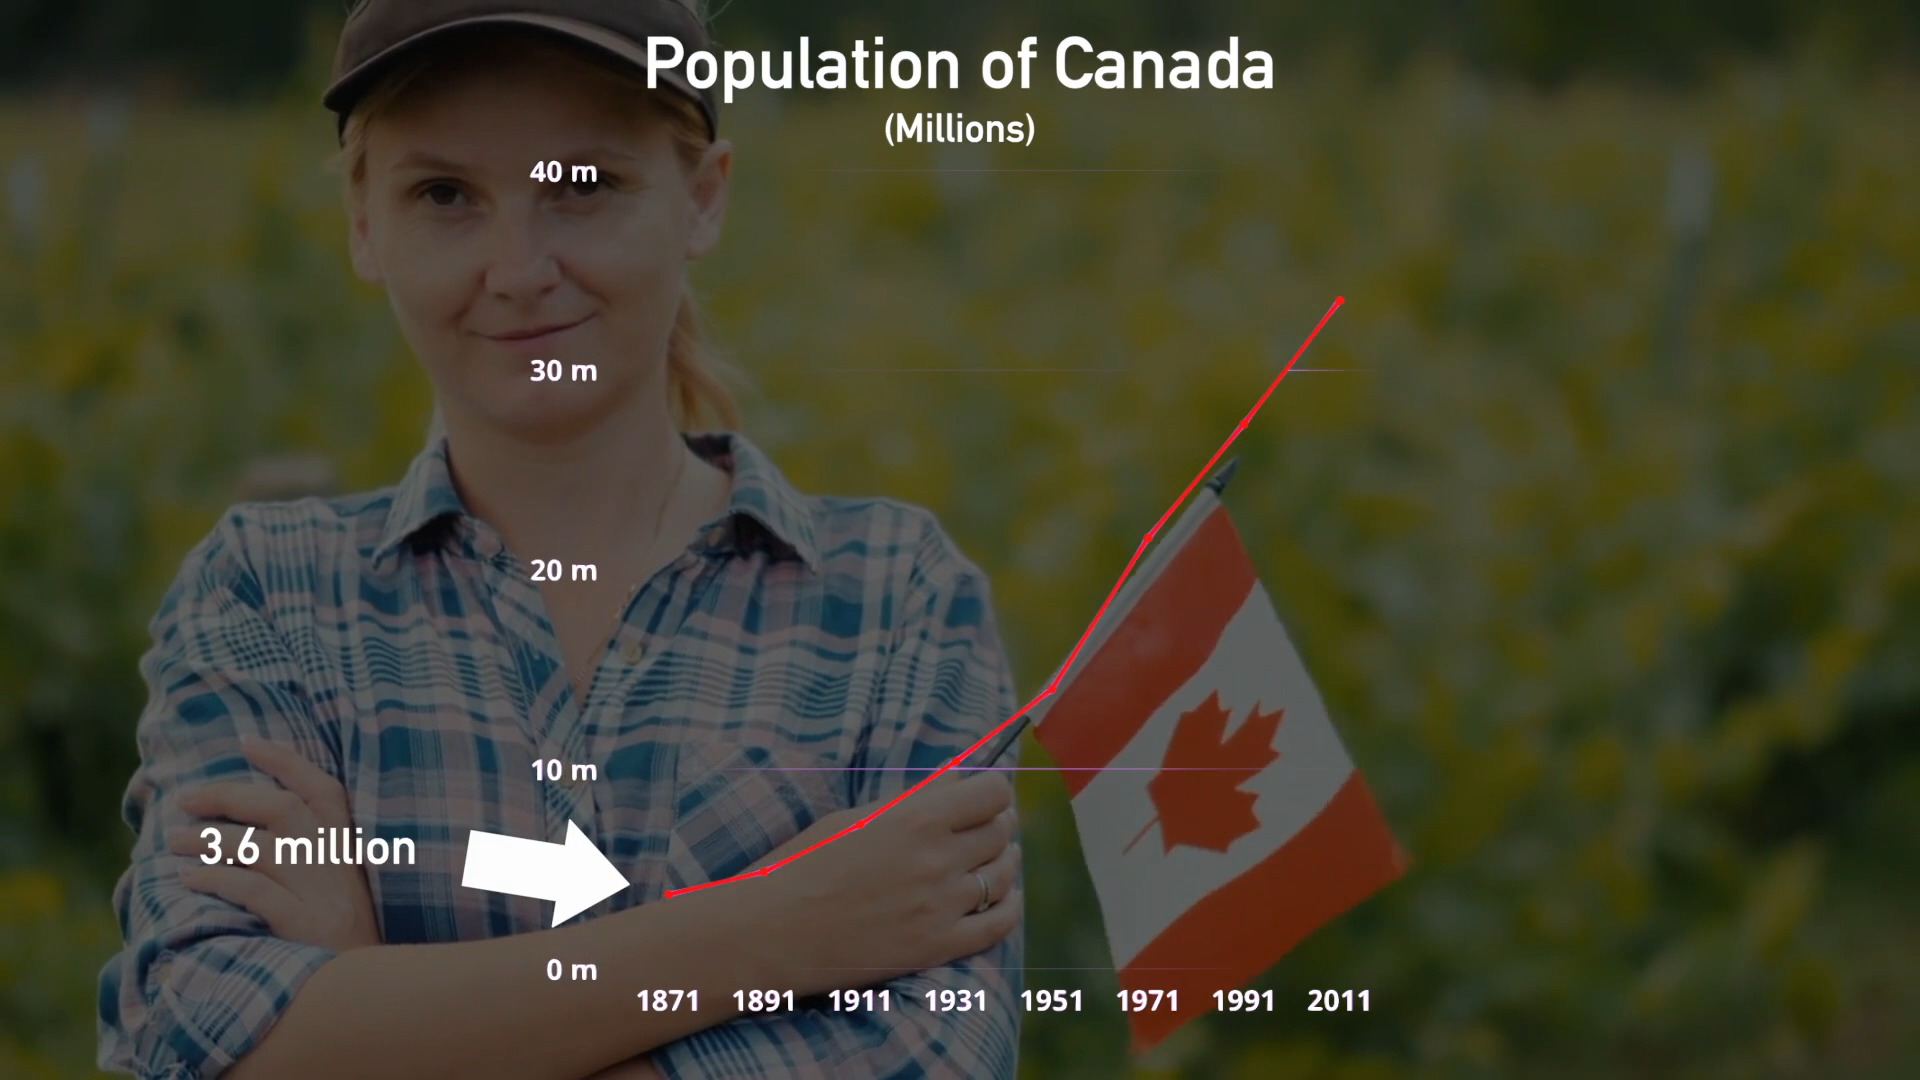 Population of Canada
(Millions)
40 m
30 m
20 m
10 m
3.6 million
0 m
1871 1891 1911 1931 1951 1971 1991 2011